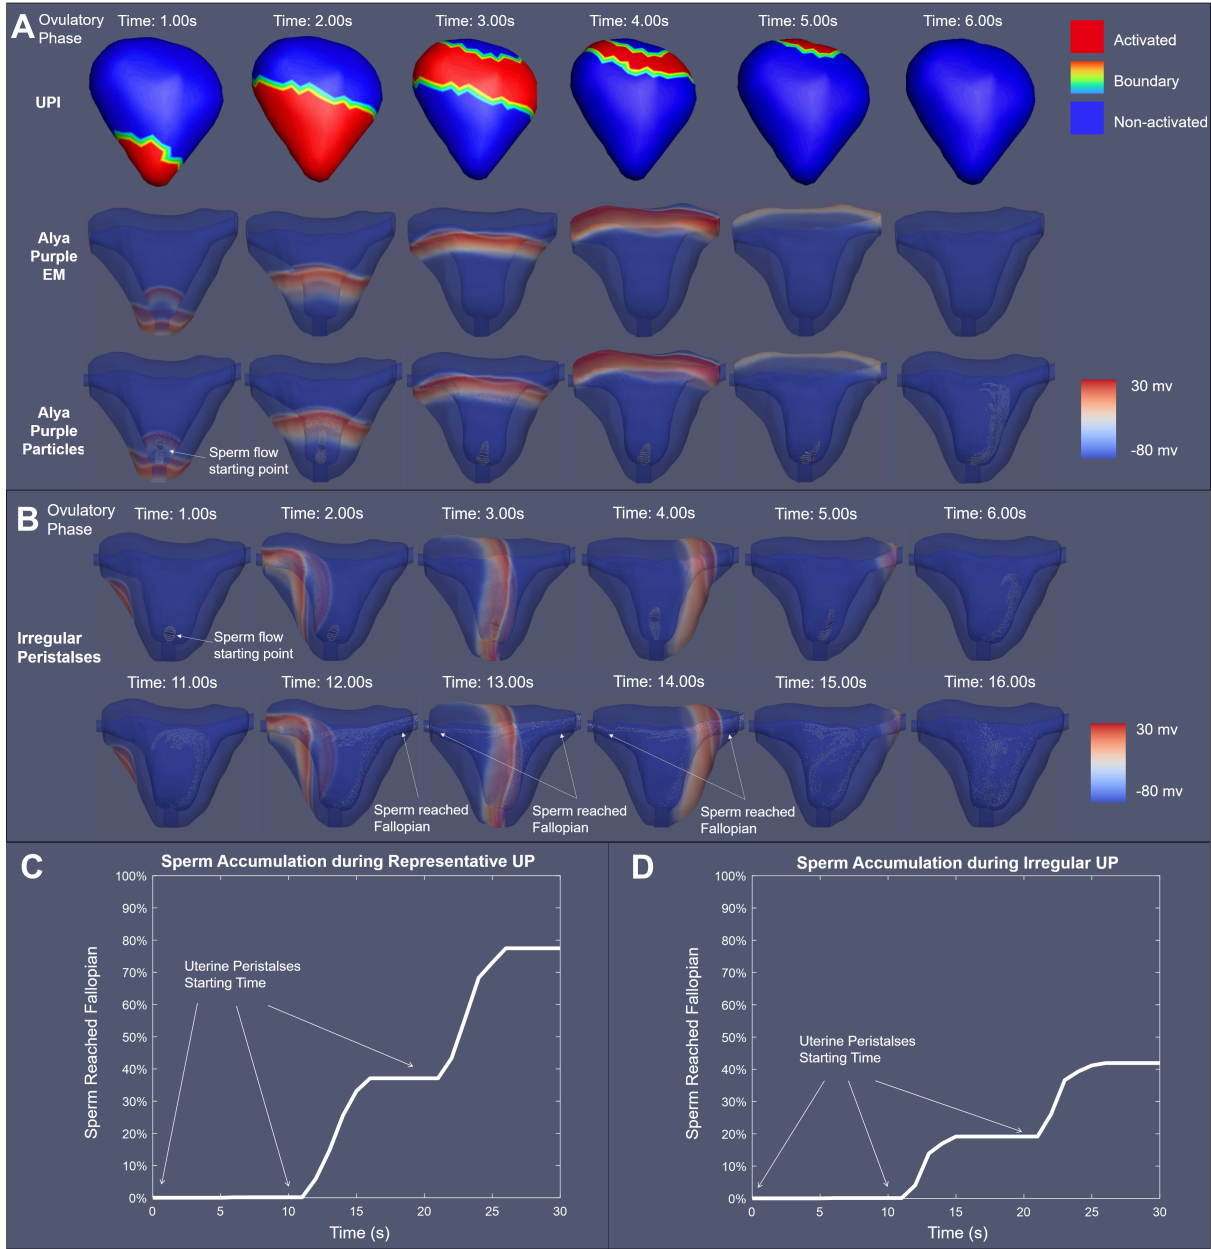 A
Ovulatory
Phase
Time: 1.00s
Time: 2.00s
Time: 3.00s
Time: 4.00s
Time: 5.00s
Time: 6.00s
UPI
Activated
Boundary
Non-activated
Alya
Purple
EM
Alya
Purple
Particles
Sperm flow
starting point
30 mv
-80 mv
B
Ovulatory
Phase
Time: 1.00s
Time: 2.00s
Time: 3.00s
Time: 4.00s
Time: 5.00s
Time: 6.00s
Irregular
Peristalses
Sperm flow
starting point
Time: 11.00s
Time: 12.00s
Time: 13.00s
Time: 14.00s
Time: 15.00s
Time: 16.00s
Sperm reached
Fallopian
Sperm reached
Fallopian
Sperm reached
Fallopian
30 mv
-80 mv
C
Sperm Accumulation during Representative UP
100%
90%
80%
70%
60%
50%
40%
30%
20%
10%
0%
Sperm Reached Fallopian
Uterine Peristalses
Starting Time
0 5 10 15 20 25 30
Time (s)
D
Sperm Accumulation during Irregular UP
100%
90%
80%
70%
60%
50%
40%
30%
20%
10%
0%
Sperm Reached Fallopian
Uterine Peristalses
Starting Time
0 5 10 15 20 25 30
Time (s)